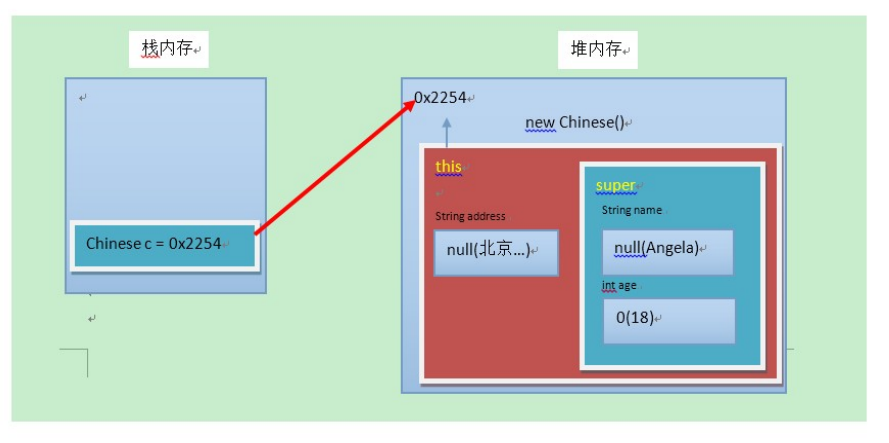 栈内存
堆内存
0x2254
new Chinese()
this
super
String address
String name
null(北京...)
null(Angela)
Chinese c = 0x2254
int age
0(18)